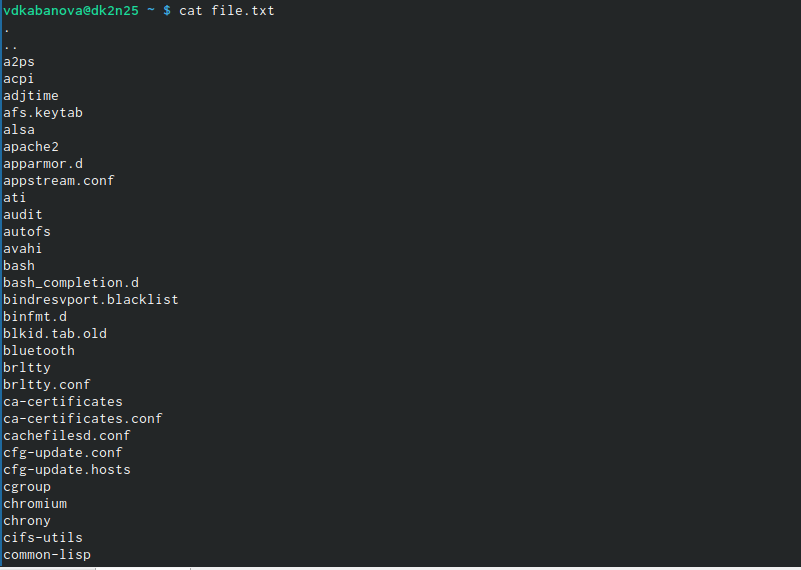 vdkabanova@dk2n25 ~ $ cat file.txt
.
..
a2ps
acpi
adjtime
afs.keytab
alsa
apache2
apparmor.d
appstream.conf
ati
audit
autofs
avahi
bash
bash_completion.d
bindresvport.blacklist
binfmt.d
blkid.tab.old
bluetooth
brltty
brltty.conf
ca-certificates
ca-certificates.conf
cachefilesd.conf
cfg-update.conf
cfg-update.hosts
cgroup
chromium
chrony
cifs-utils
common-lisp